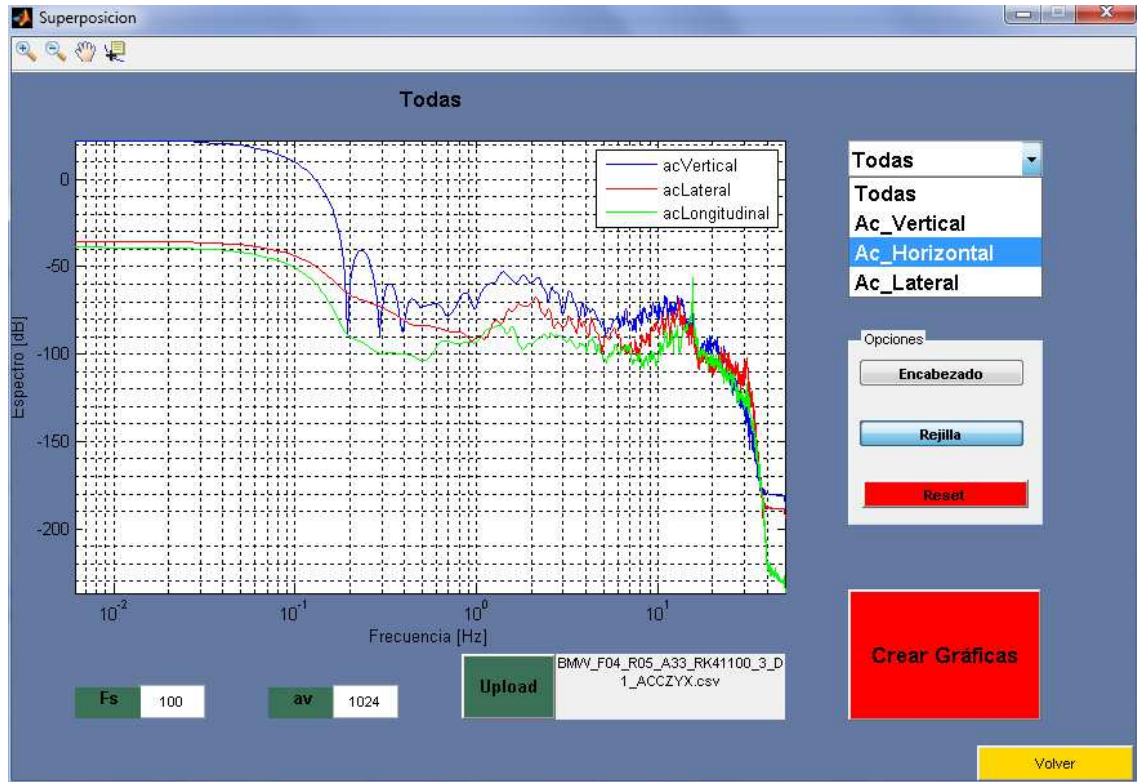 Superposicion
Todas
acVertical
acLateral
acLongitudinal
0
-50
-100
-150
-200
Espectro [dB]
10^-2
10^-1
10^0
10^1
Frecuencia [Hz]
Todas
Todas
Ac_Vertical
Ac_Horizontal
Ac_Lateral
Opciones
Encabezado
Rejilla
Reset
Crear Gráficas
Fs
100
av
1024
Upload
BMW_F04_R05_A33_RK41100_3_D
1_ACCZYX.csv
Volver